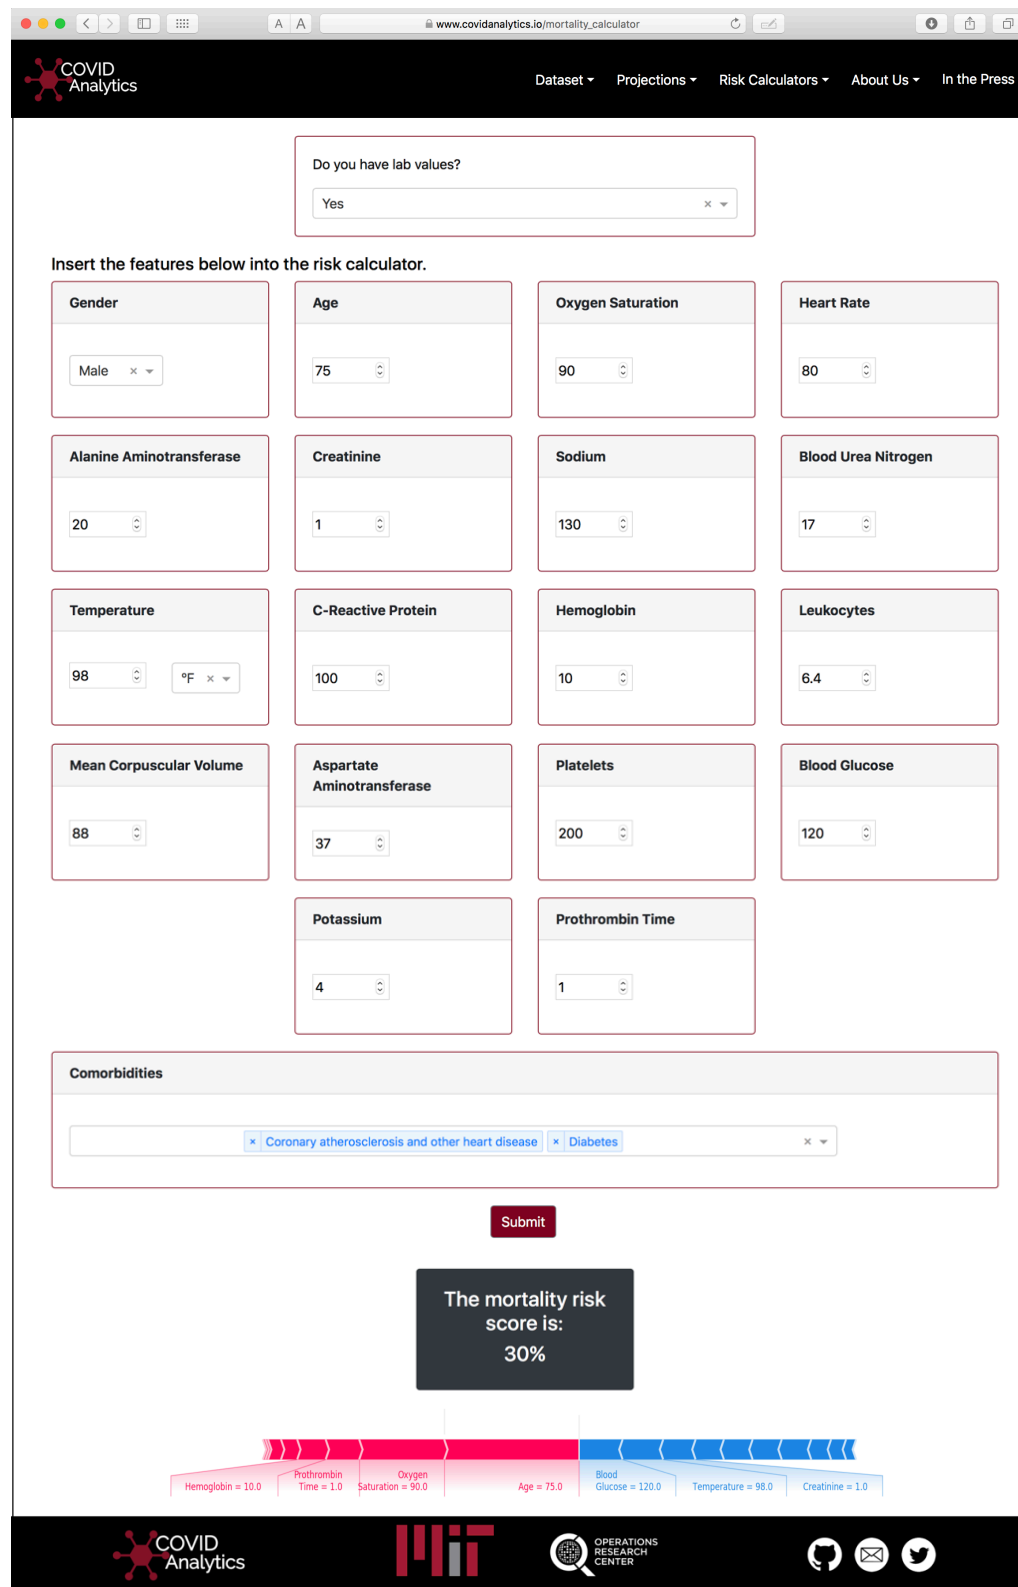 A A
www.covidanalytics.io/mortality_calculator
COVID
Analytics
Dataset Projections Risk Calculators About Us In the Press
Do you have lab values?
Yes × 
Insert the features below into the risk calculator.
Gender Age Oxygen Saturation Heart Rate
Male × 75 90 80
Alanine Aminotransferase Creatinine Sodium Blood Urea Nitrogen
20 1 130 17
Temperature C-Reactive Protein Hemoglobin Leukocytes
98 °F × 100 10 6.4
Mean Corpuscular Volume Aspartate Platelets Blood Glucose
Aminotransferase
88 37 200 120
Potassium Prothrombin Time
4 1
Comorbidities
× Coronary atherosclerosis and other heart disease × Diabetes ×
Submit
The mortality risk
score is:
30%
Hemoglobin = 10.0
Prothrombin
Time = 1.0
Oxygen
Saturation = 90.0
Age = 75.0
Blood
Glucose = 120.0
Temperature = 98.0
Creatinine = 1.0
COVID
Analytics
MIT
OPERATIONS
RESEARCH
CENTER